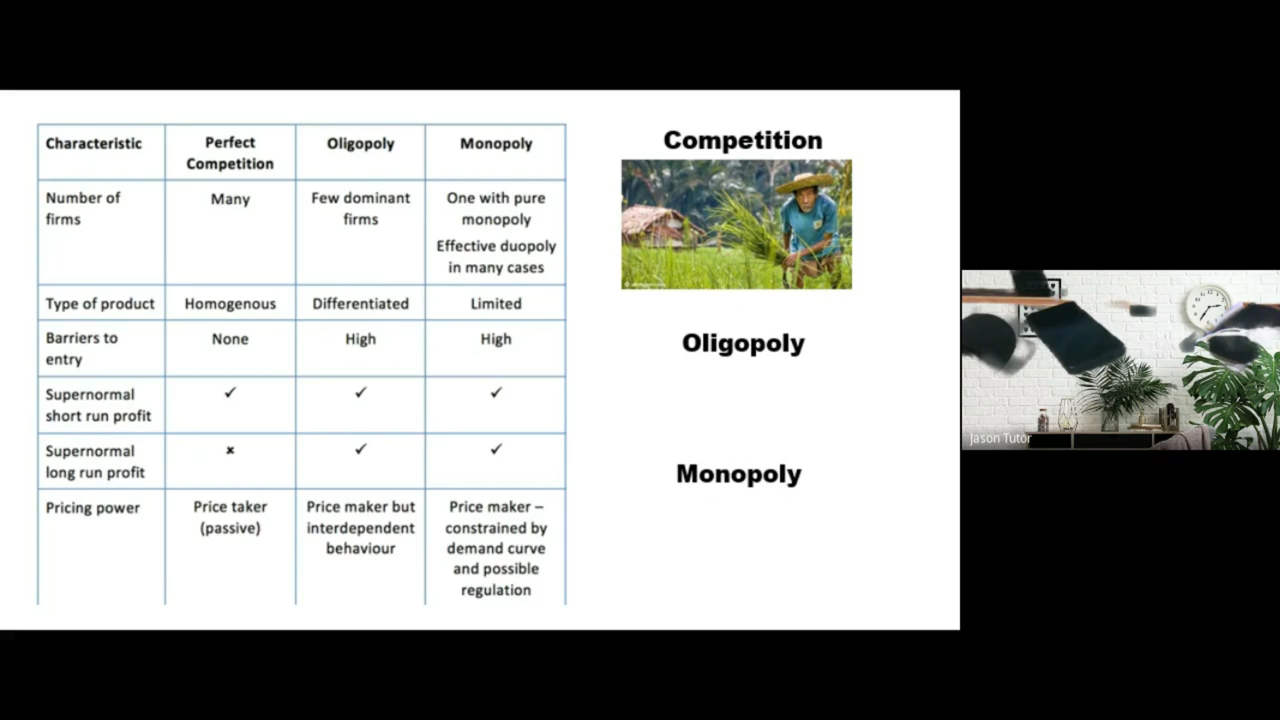 Characteristic
Perfect
Competition
Oligopoly
Monopoly
Number of
firms
Many
Few dominant
firms
One with pure
monopoly
Effective duopoly
in many cases
Type of product
Homogenous
Differentiated
Limited
Barriers to
entry
None
High
High
Supernormal
short run profit
✓
✓
✓
Supernormal
long run profit
×
✓
✓
Pricing power
Price taker
(passive)
Price maker but
interdependent
behaviour
Price maker –
constrained by
demand curve
and possible
regulation
Competition
Oligopoly
Monopoly
Jason Tutor